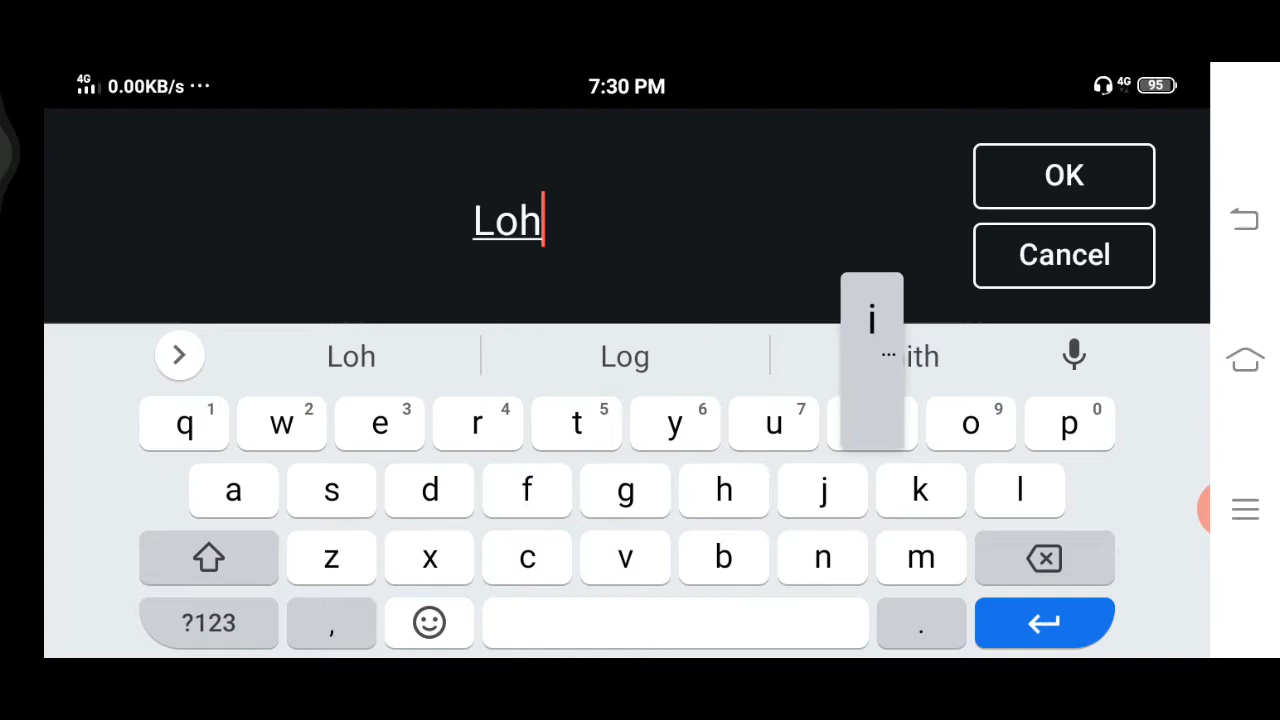 4G 0.00KB/s ... 7:30 PM 4G 95
OK
Loh
Cancel
i
...
Loh Log ith
q 1 w 2 e 3 r 4 t 5 y 6 u 7 o 9 p 0
a s d f g h j k l
z x c v b n m
?123 , .